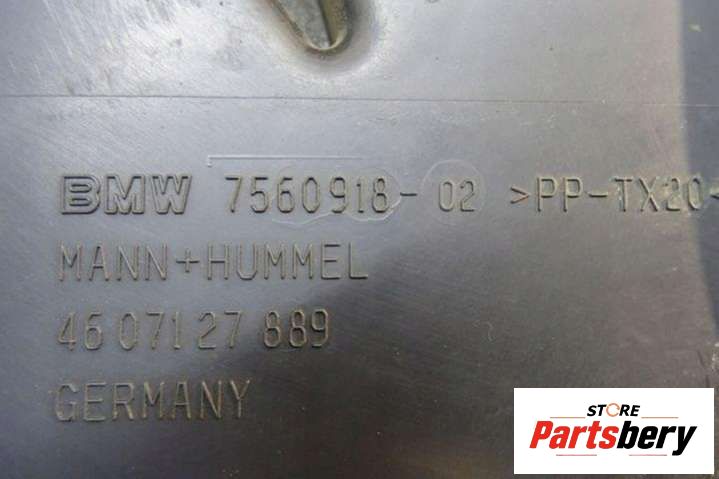 BMW 7560918-02 >PP-TX20<
MANN+HUMMEL
46 071 27 889
GERMANY
STORE
Partsbery